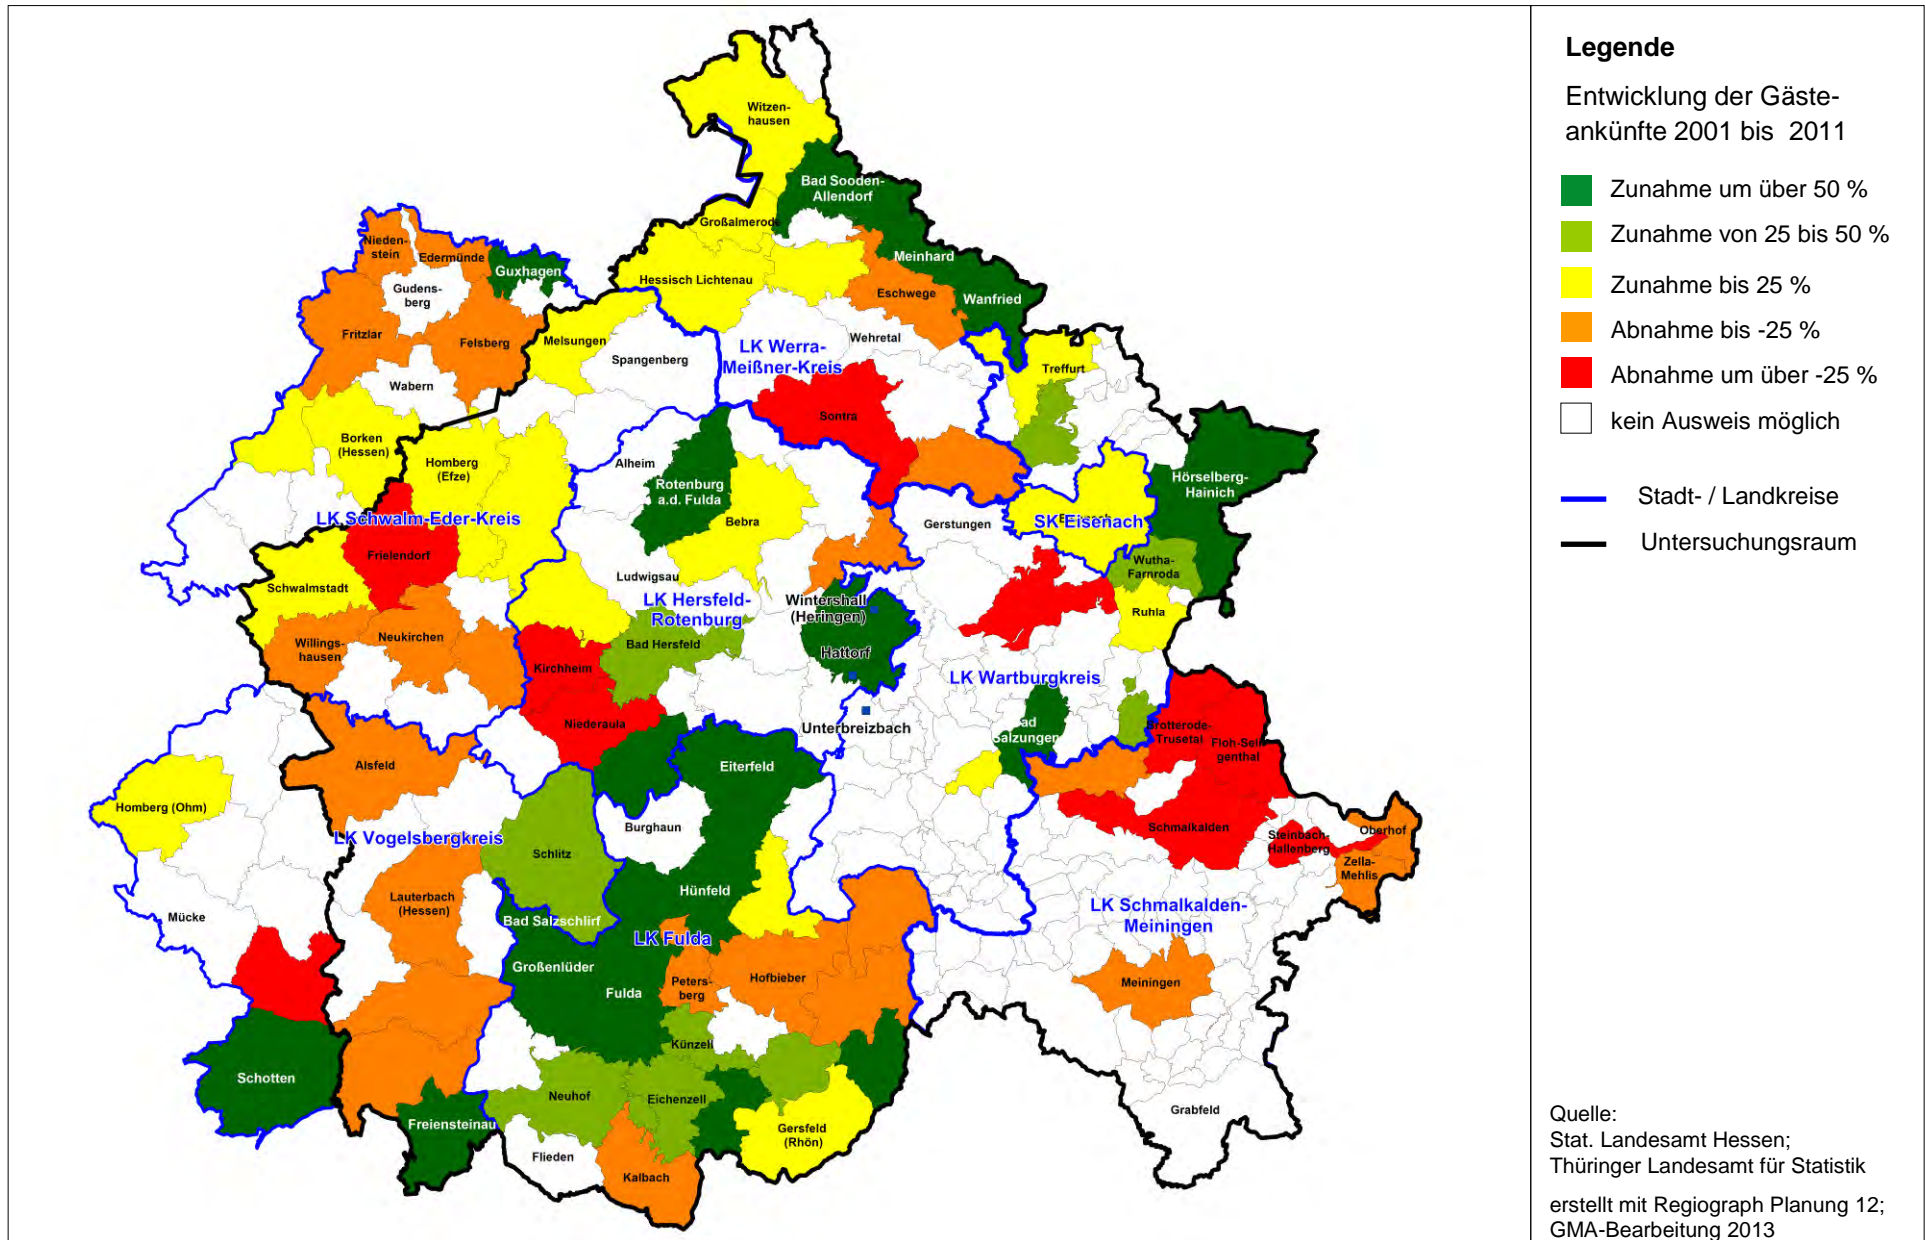 Witzen-
hausen
Bad Sooden-
Allendorf
Großalmerode
Nieden-
stein
Edermünde
Guxhagen
Meinhard
Gudens-
berg
Hessisch Lichtenau
Eschwege
Wanfried
Fritzlar
Felsberg
Melsungen
Spangenberg
LK Werra-
Meißner-Kreis
Wehretal
Treffurt
Wabern
Sontra
Borken
(Hessen)
Homberg
(Efze)
Alheim
Rotenburg
a.d. Fulda
Hörselberg-
Hainich
LK Schwalm-Eder-Kreis
Bebra
Gerstungen
SK Eisenach
Frielendorf
Wutha-
Farnroda
Schwalmstadt
Ludwigsau
LK Hersfeld-
Rotenburg
Wintershall
(Heringen)
Ruhla
Willings-
hausen
Neukirchen
Bad Hersfeld
Hattorf
Kirchheim
LK Wartburgkreis
Niederaula
Unterbreizbach
Bad
Salzungen
Brotterode-
Trusetal
Floh-Seli-
genthal
Alsfeld
Eiterfeld
Homberg (Ohm)
LK Vogelsbergkreis
Burghaun
Schmalkalden
Steinbach-
Hallenberg
Oberhof
Schlitz
Zella-
Mehlis
Hünfeld
Lauterbach
(Hessen)
Mücke
Bad Salzschlirf
LK Fulda
LK Schmalkalden-
Meiningen
Großenlüder
Fulda
Peters-
berg
Hofbieber
Meiningen
Künzell
Schotten
Neuhof
Eichenzell
Freiensteinau
Gersfeld
(Rhön)
Grabfeld
Flieden
Kalbach
Legende
Entwicklung der Gäste-
ankünfte 2001 bis 2011
Zunahme um über 50 %
Zunahme von 25 bis 50 %
Zunahme bis 25 %
Abnahme bis -25 %
Abnahme um über -25 %
kein Ausweis möglich
Stadt- / Landkreise
Untersuchungsraum
Quelle:
Stat. Landesamt Hessen;
Thüringer Landesamt für Statistik
erstellt mit Regiograph Planung 12;
GMA-Bearbeitung 2013